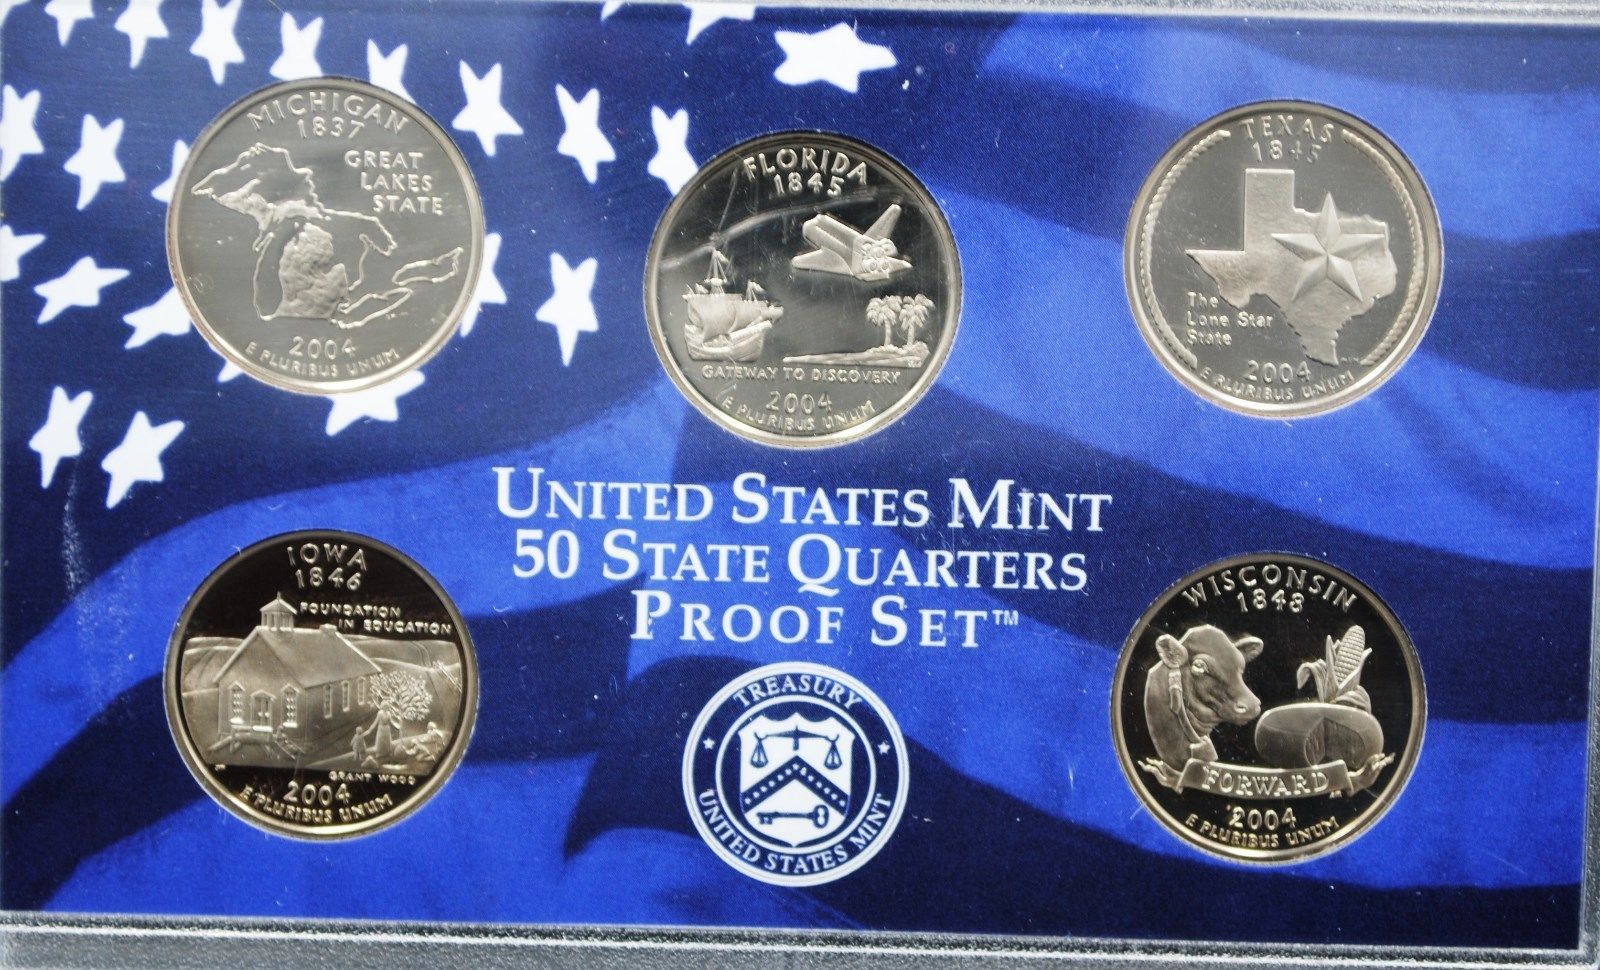 MICHIGAN
1837
GREAT
LAKES
STATE
2004
E PLURIBUS UNUM
FLORIDA
1845
GATEWAY TO DISCOVERY
2004
E PLURIBUS UNUM
TEXAS
1845
The
Lone Star
State
2004
E PLURIBUS UNUM
UNITED STATES MINT
50 STATE QUARTERS
PROOF SET™
IOWA
1846
FOUNDATION
IN EDUCATION
GRANT WOOD
2004
E PLURIBUS UNUM
TREASURY
UNITED STATES MINT
WISCONSIN
1848
FORWARD
2004
E PLURIBUS UNUM